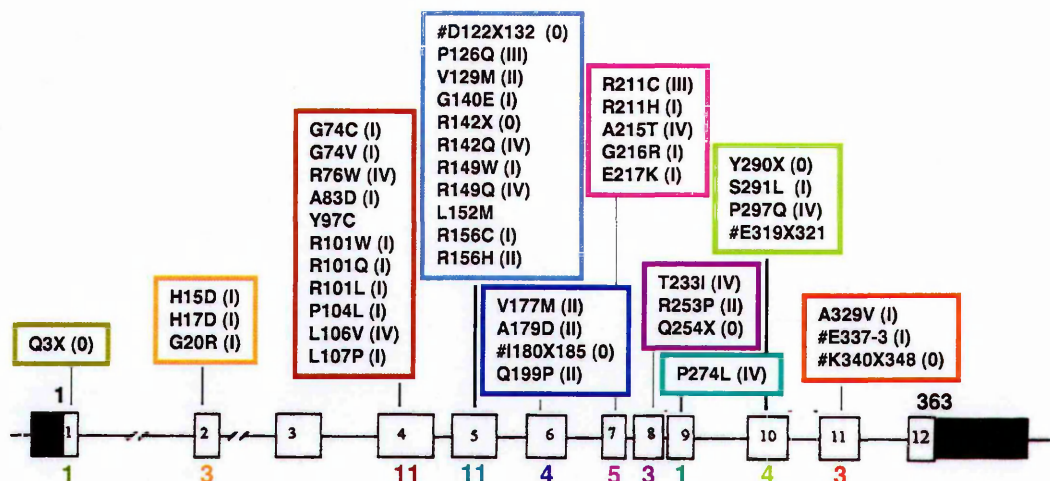 #D122X132 (0)
P126Q (III)
V129M (II)
G140E (I)
R142X (0)
R142Q (IV)
R149W (I)
R149Q (IV)
L152M
R156C (I)
R156H (II)
R211C (III)
R211H (I)
A215T (IV)
G216R (I)
E217K (I)
G74C (I)
G74V (I)
R76W (IV)
A83D (I)
Y97C
R101W (I)
R101Q (I)
R101L (I)
P104L (I)
L106V (IV)
L107P (I)
Y290X (0)
S291L (I)
P297Q (IV)
#E319X321
H15D (I)
H17D (I)
G20R (I)
V177M (II)
A179D (II)
#I180X185 (0)
Q199P (II)
T233I (IV)
R253P (II)
Q254X (0)
A329V (I)
#E337-3 (I)
#K340X348 (0)
Q3X (0)
P274L (IV)
1 363
1 2 3 4 5 6 7 8 9 10 11 12
1 3 11 11 4 5 3 1 4 3